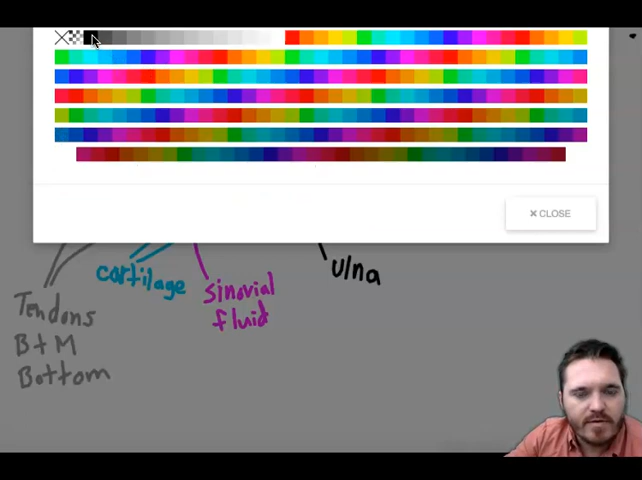 × CLOSE
ulna
cartilage
sinovial
fluid
Tendons
B+M
Bottom